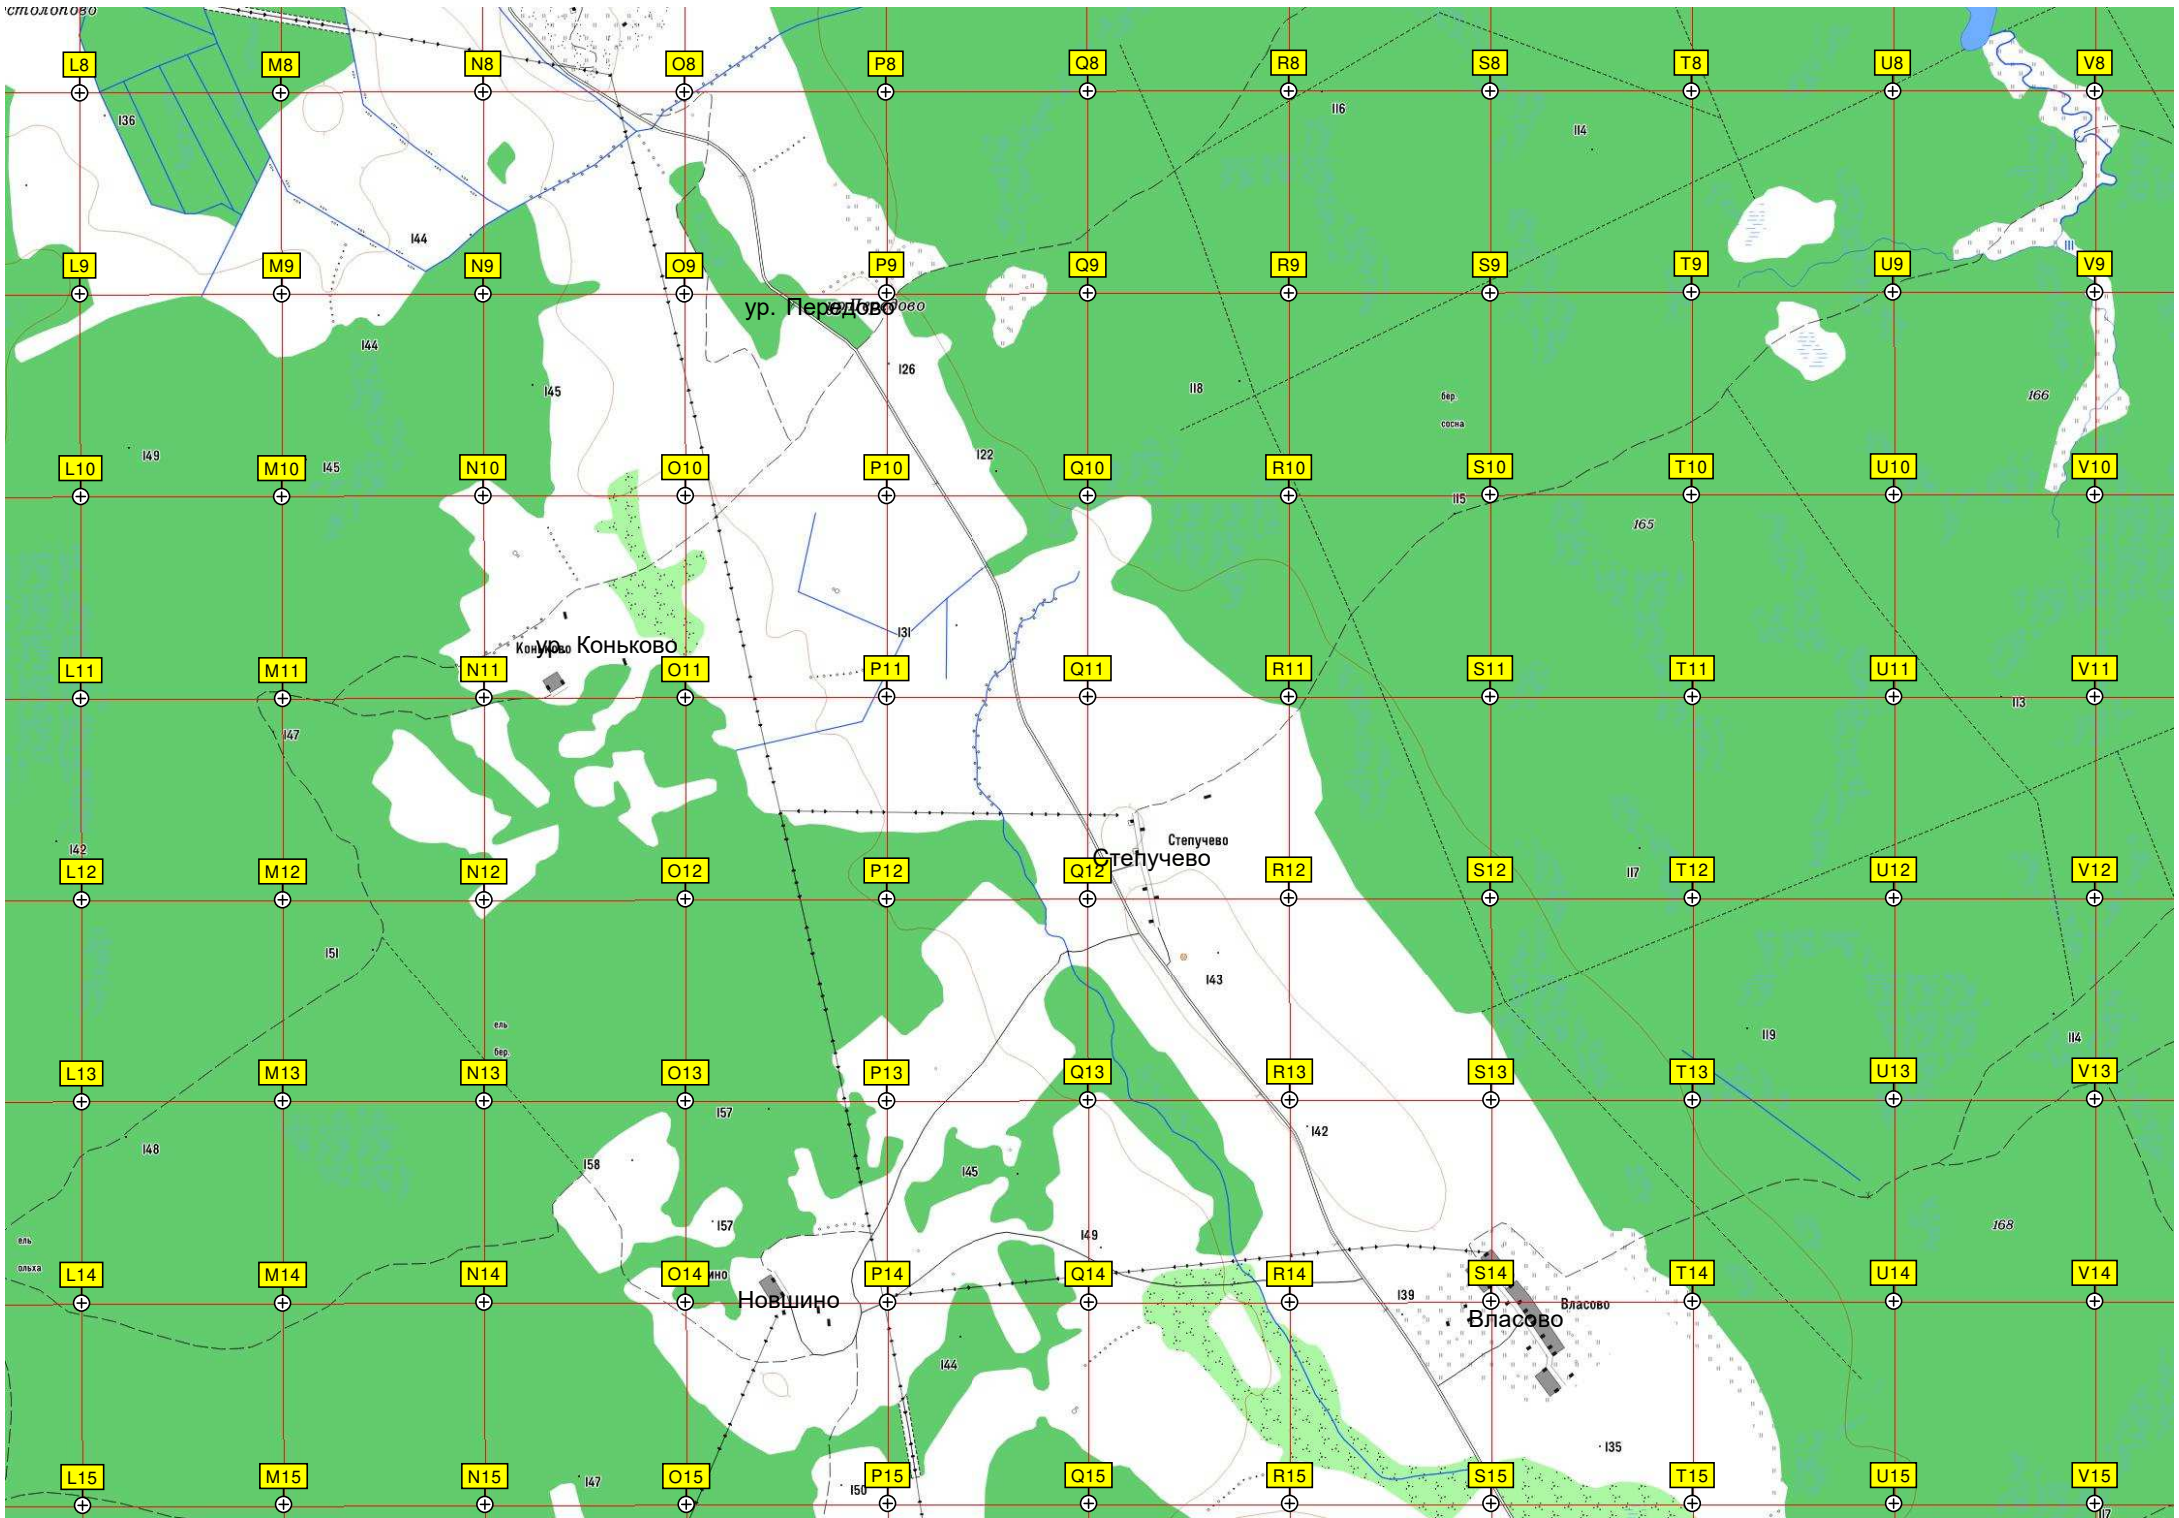 столопово
L8 M8 N8 O8 P8 Q8 R8 S8 T8 U8 V8
136 116 114
144 111
L9 M9 N9 O9 P9 Q9 R9 S9 T9 U9 V9
ур. Передово
144 126
145 118 бер. 166
сосна
149 145 122
L10 M10 N10 O10 P10 Q10 R10 S10 T10 U10 V10
115
165
131
Коньково ур. Коньково
L11 M11 N11 O11 P11 Q11 R11 S11 T11 U11 V11
147 113
142 Степучево
Степучево
L12 M12 N12 O12 P12 Q12 R12 S12 T12 U12 V12
117
151 143
ель 119 114
бер.
L13 M13 N13 O13 P13 Q13 R13 S13 T13 U13 V13
157 142
148 158 145
157 149 168
ель
ольха
L14 M14 N14 O14 P14 Q14 R14 S14 T14 U14 V14
ино
Новшино 139 Власово
Власово
144
135
L15 M15 N15 O15 P15 Q15 R15 S15 T15 U15 V15
147 150
117